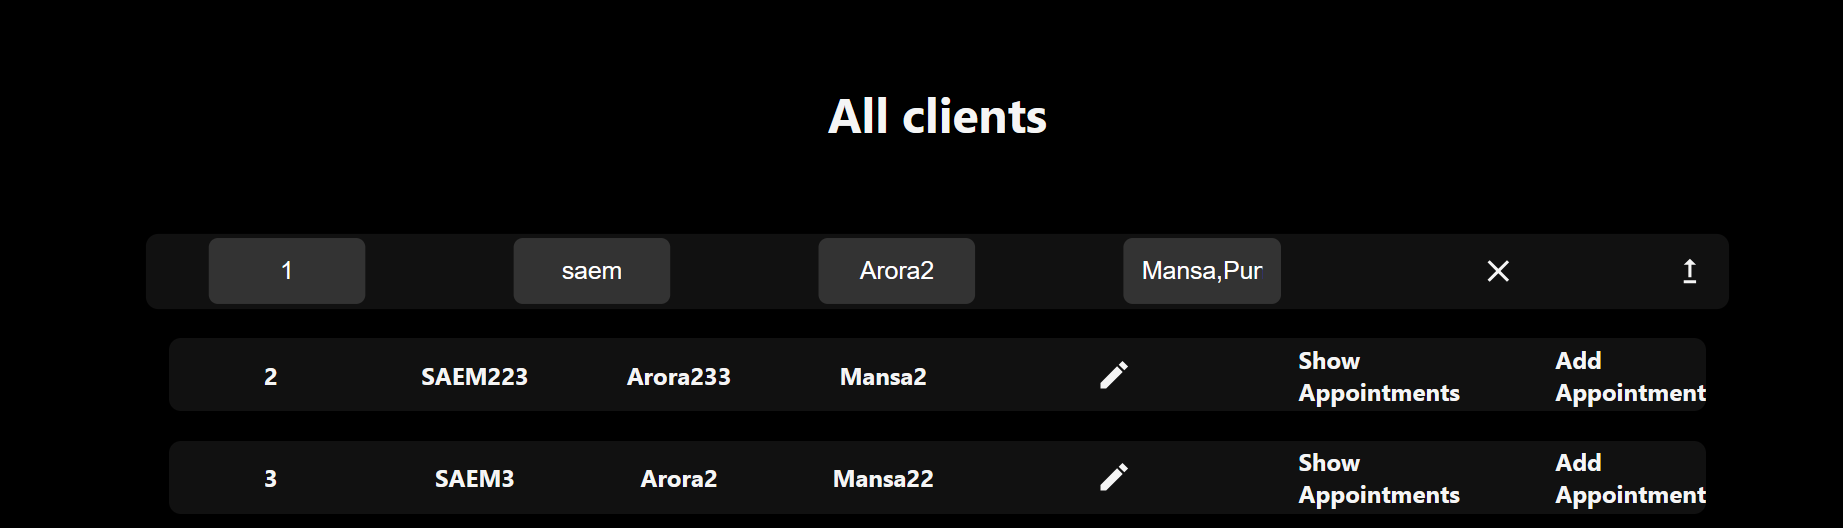 All clients
1 saem Arora2 Mansa,Pur
2 SAEM223 Arora233 Mansa2 Show Appointments Add Appointment
3 SAEM3 Arora2 Mansa22 Show Appointments Add Appointment